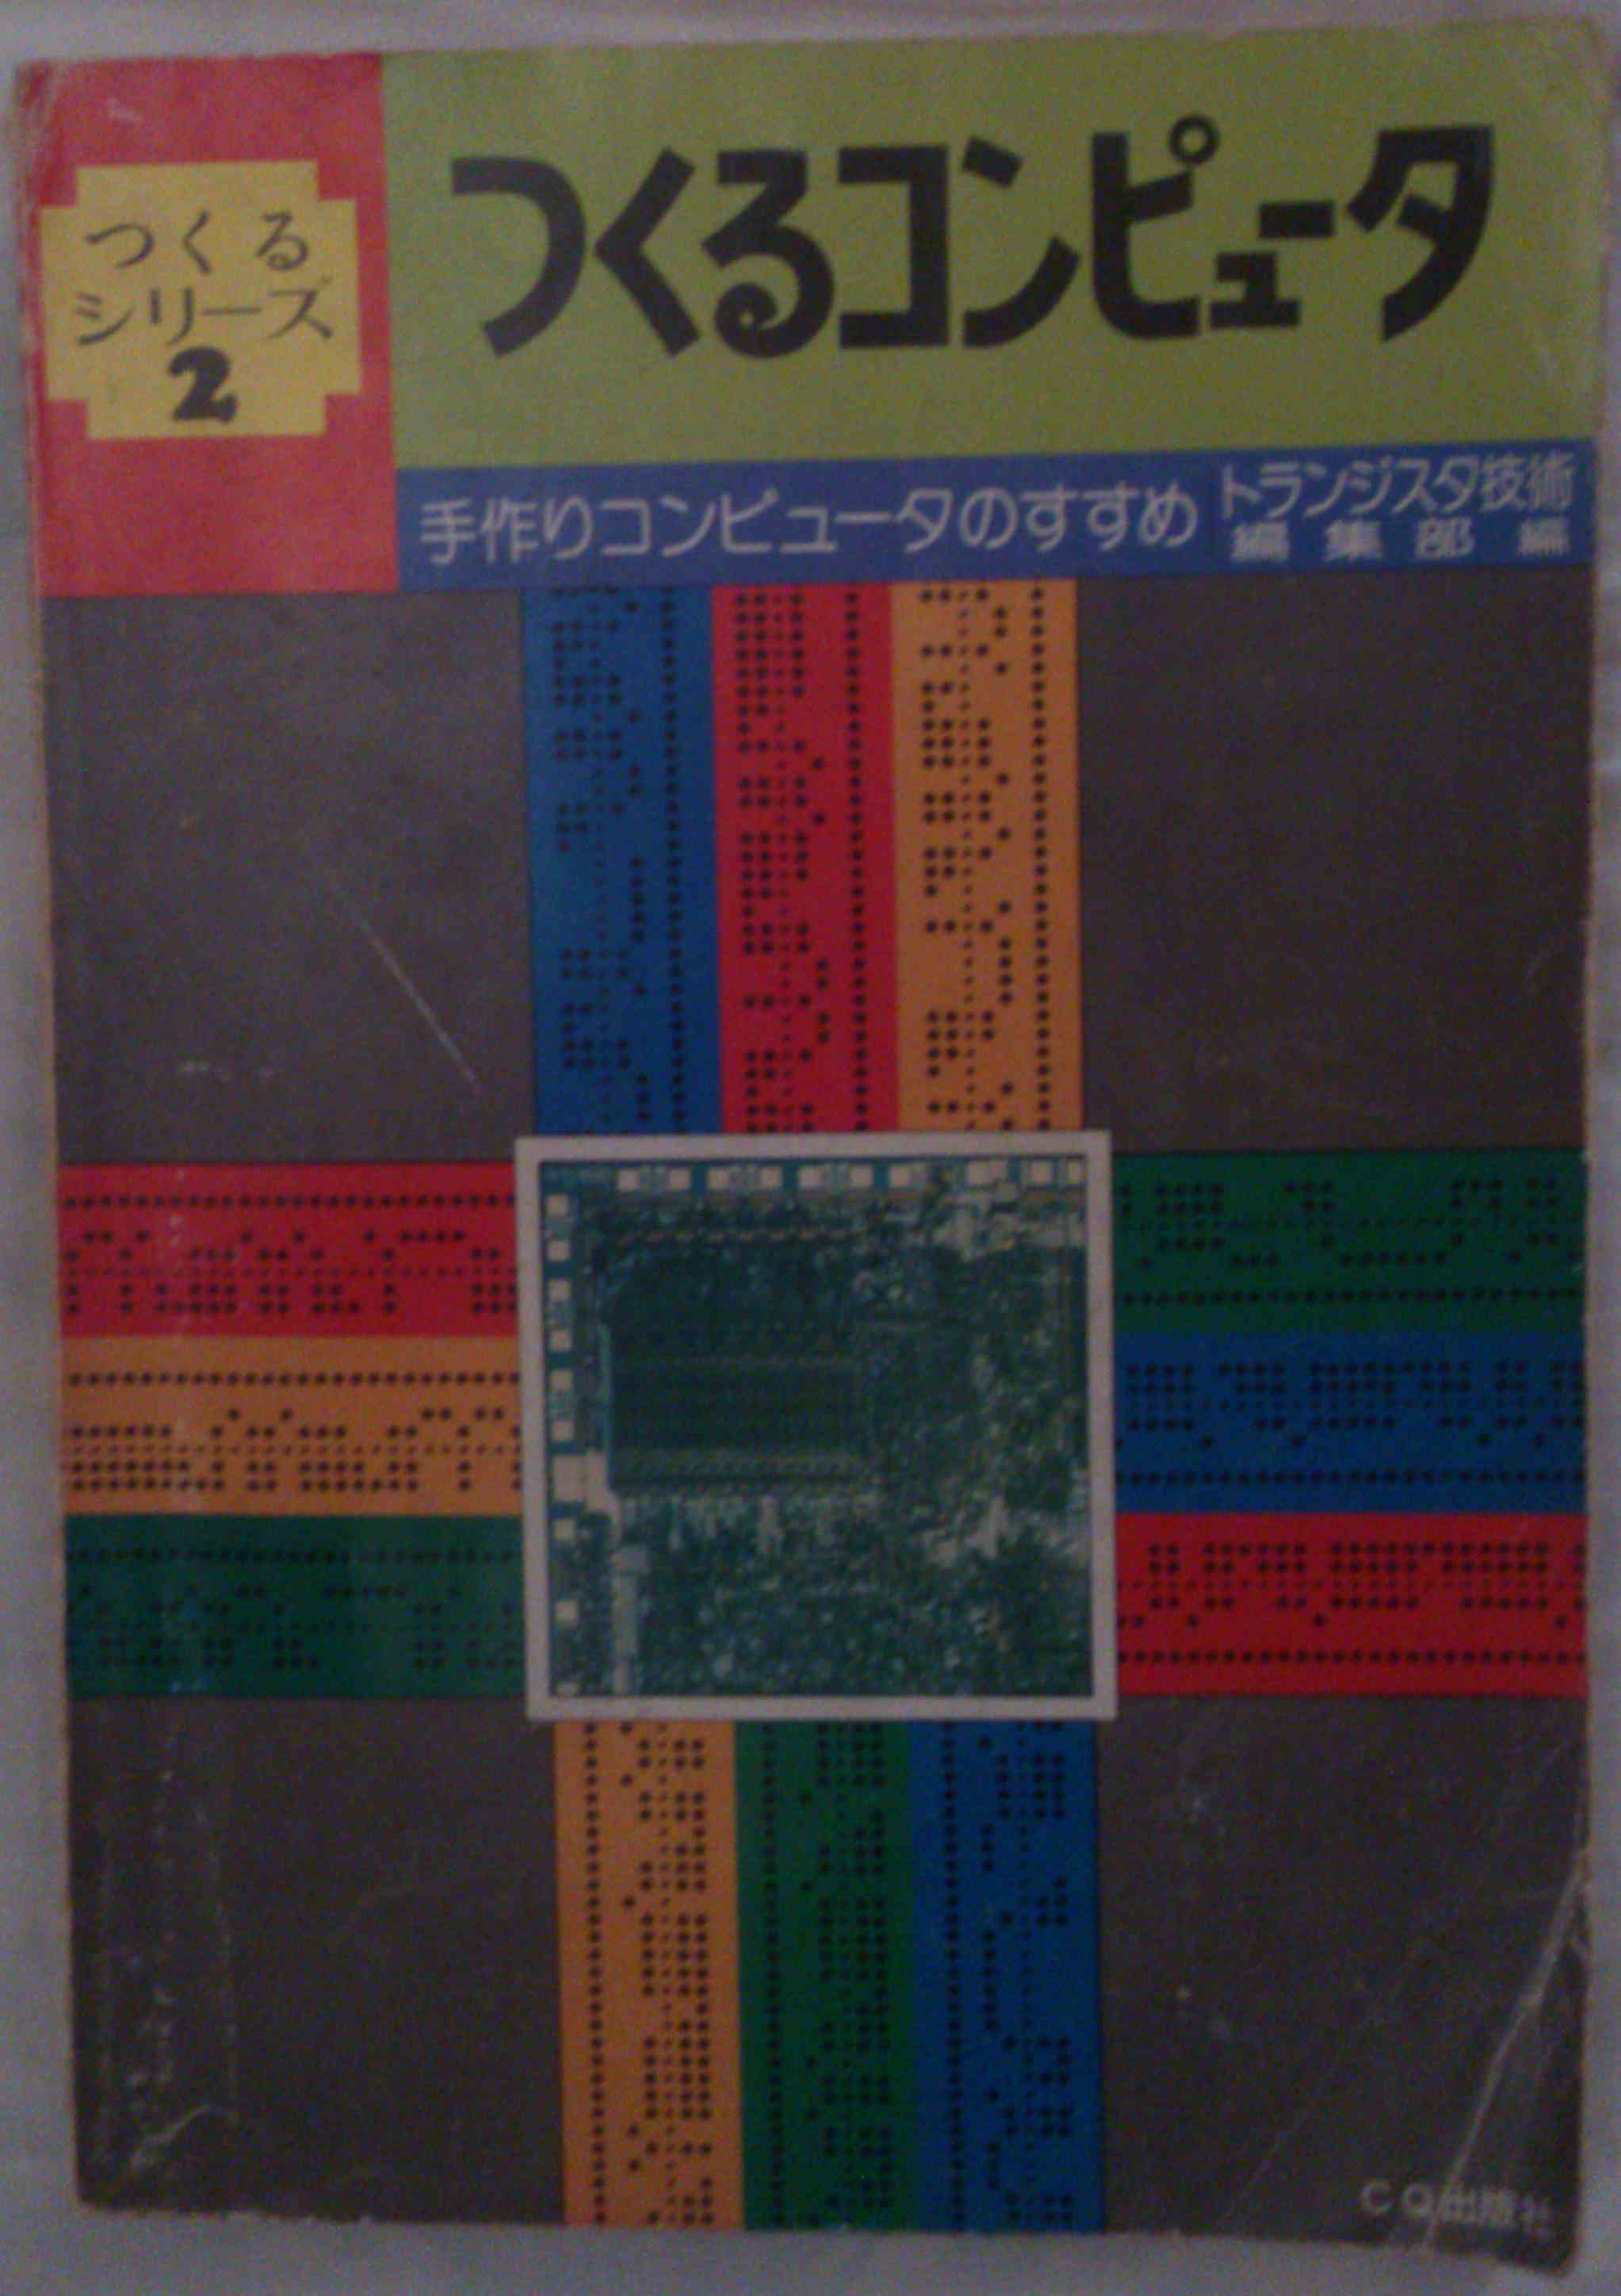 つくる
シリーズ
2
つくるコンピュータ
手作りコンピュータのすすめ
トランジスタ技術
編集部 編
CQ出版社